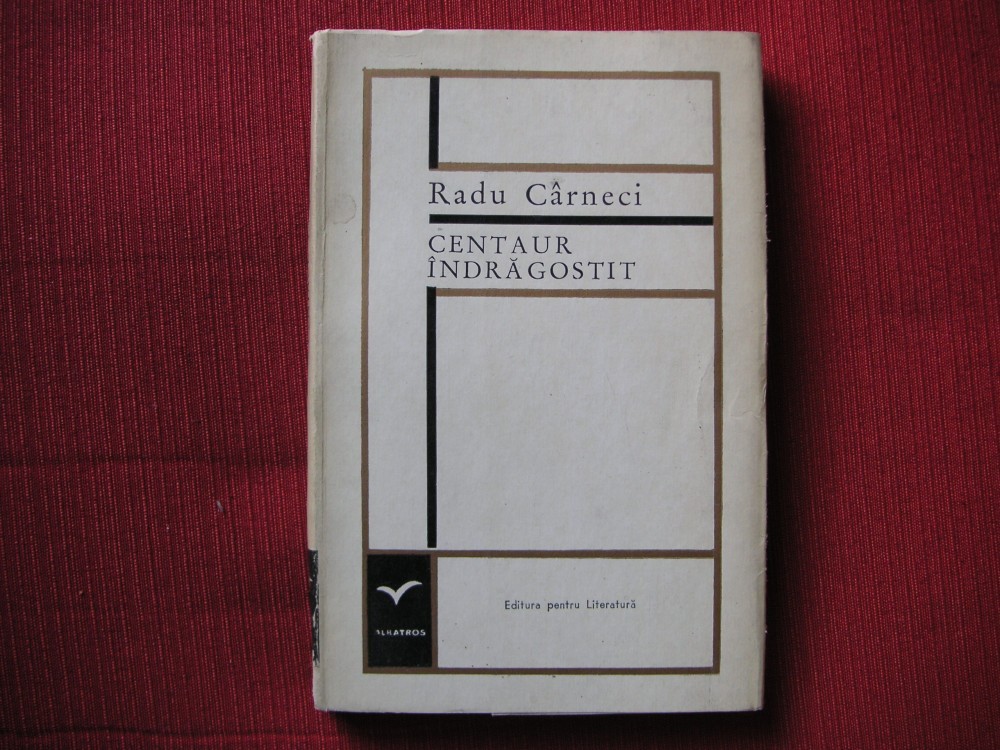 Radu Cârneci
CENTAUR
ÎNDRĂGOSTIT
Editura pentru Literatură
ALBATROS